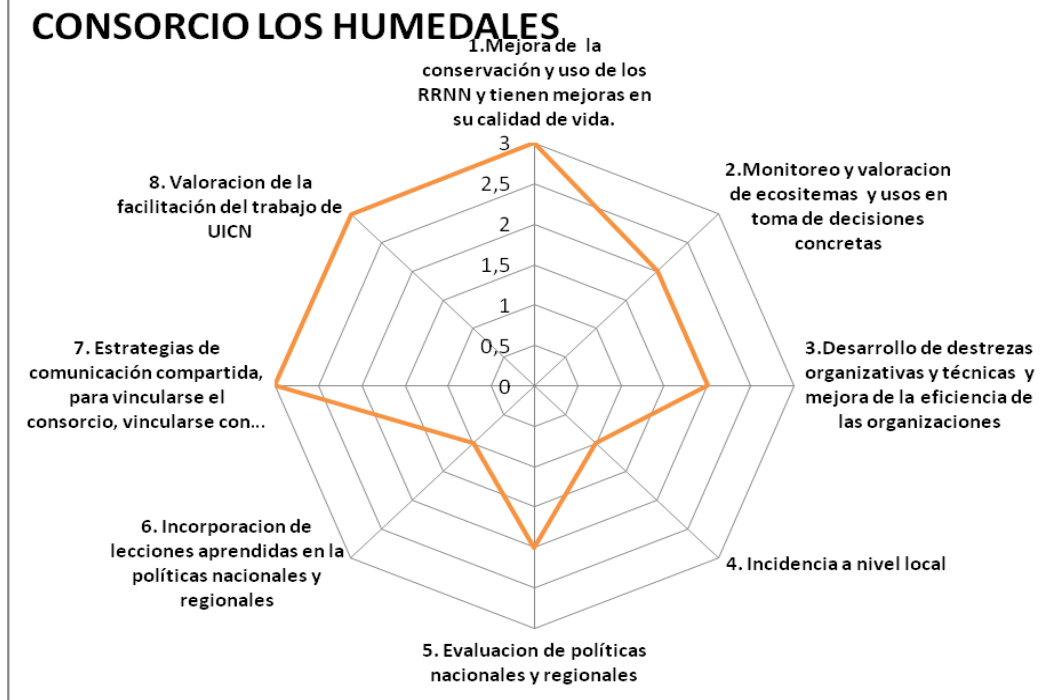 CONSORCIO LOS HUMEDALES
1.Mejora de la
conservación y uso de los
RRNN y tienen mejoras en
su calidad de vida.
2.Monitoreo y valoracion
de ecositemas y usos en
toma de decisiones
concretas
3.Desarrollo de destrezas
organizativas y técnicas y
mejora de la eficiencia de
las organizaciones
4. Incidencia a nivel local
5. Evaluacion de políticas
nacionales y regionales
6. Incorporacion de
lecciones aprendidas en la
políticas nacionales y
regionales
7. Estrategias de
comunicación compartida,
para vincularse el
consorcio, vincularse con...
8. Valoracion de la
facilitación del trabajo de
UICN
3
2,5
2
1,5
1
0,5
0